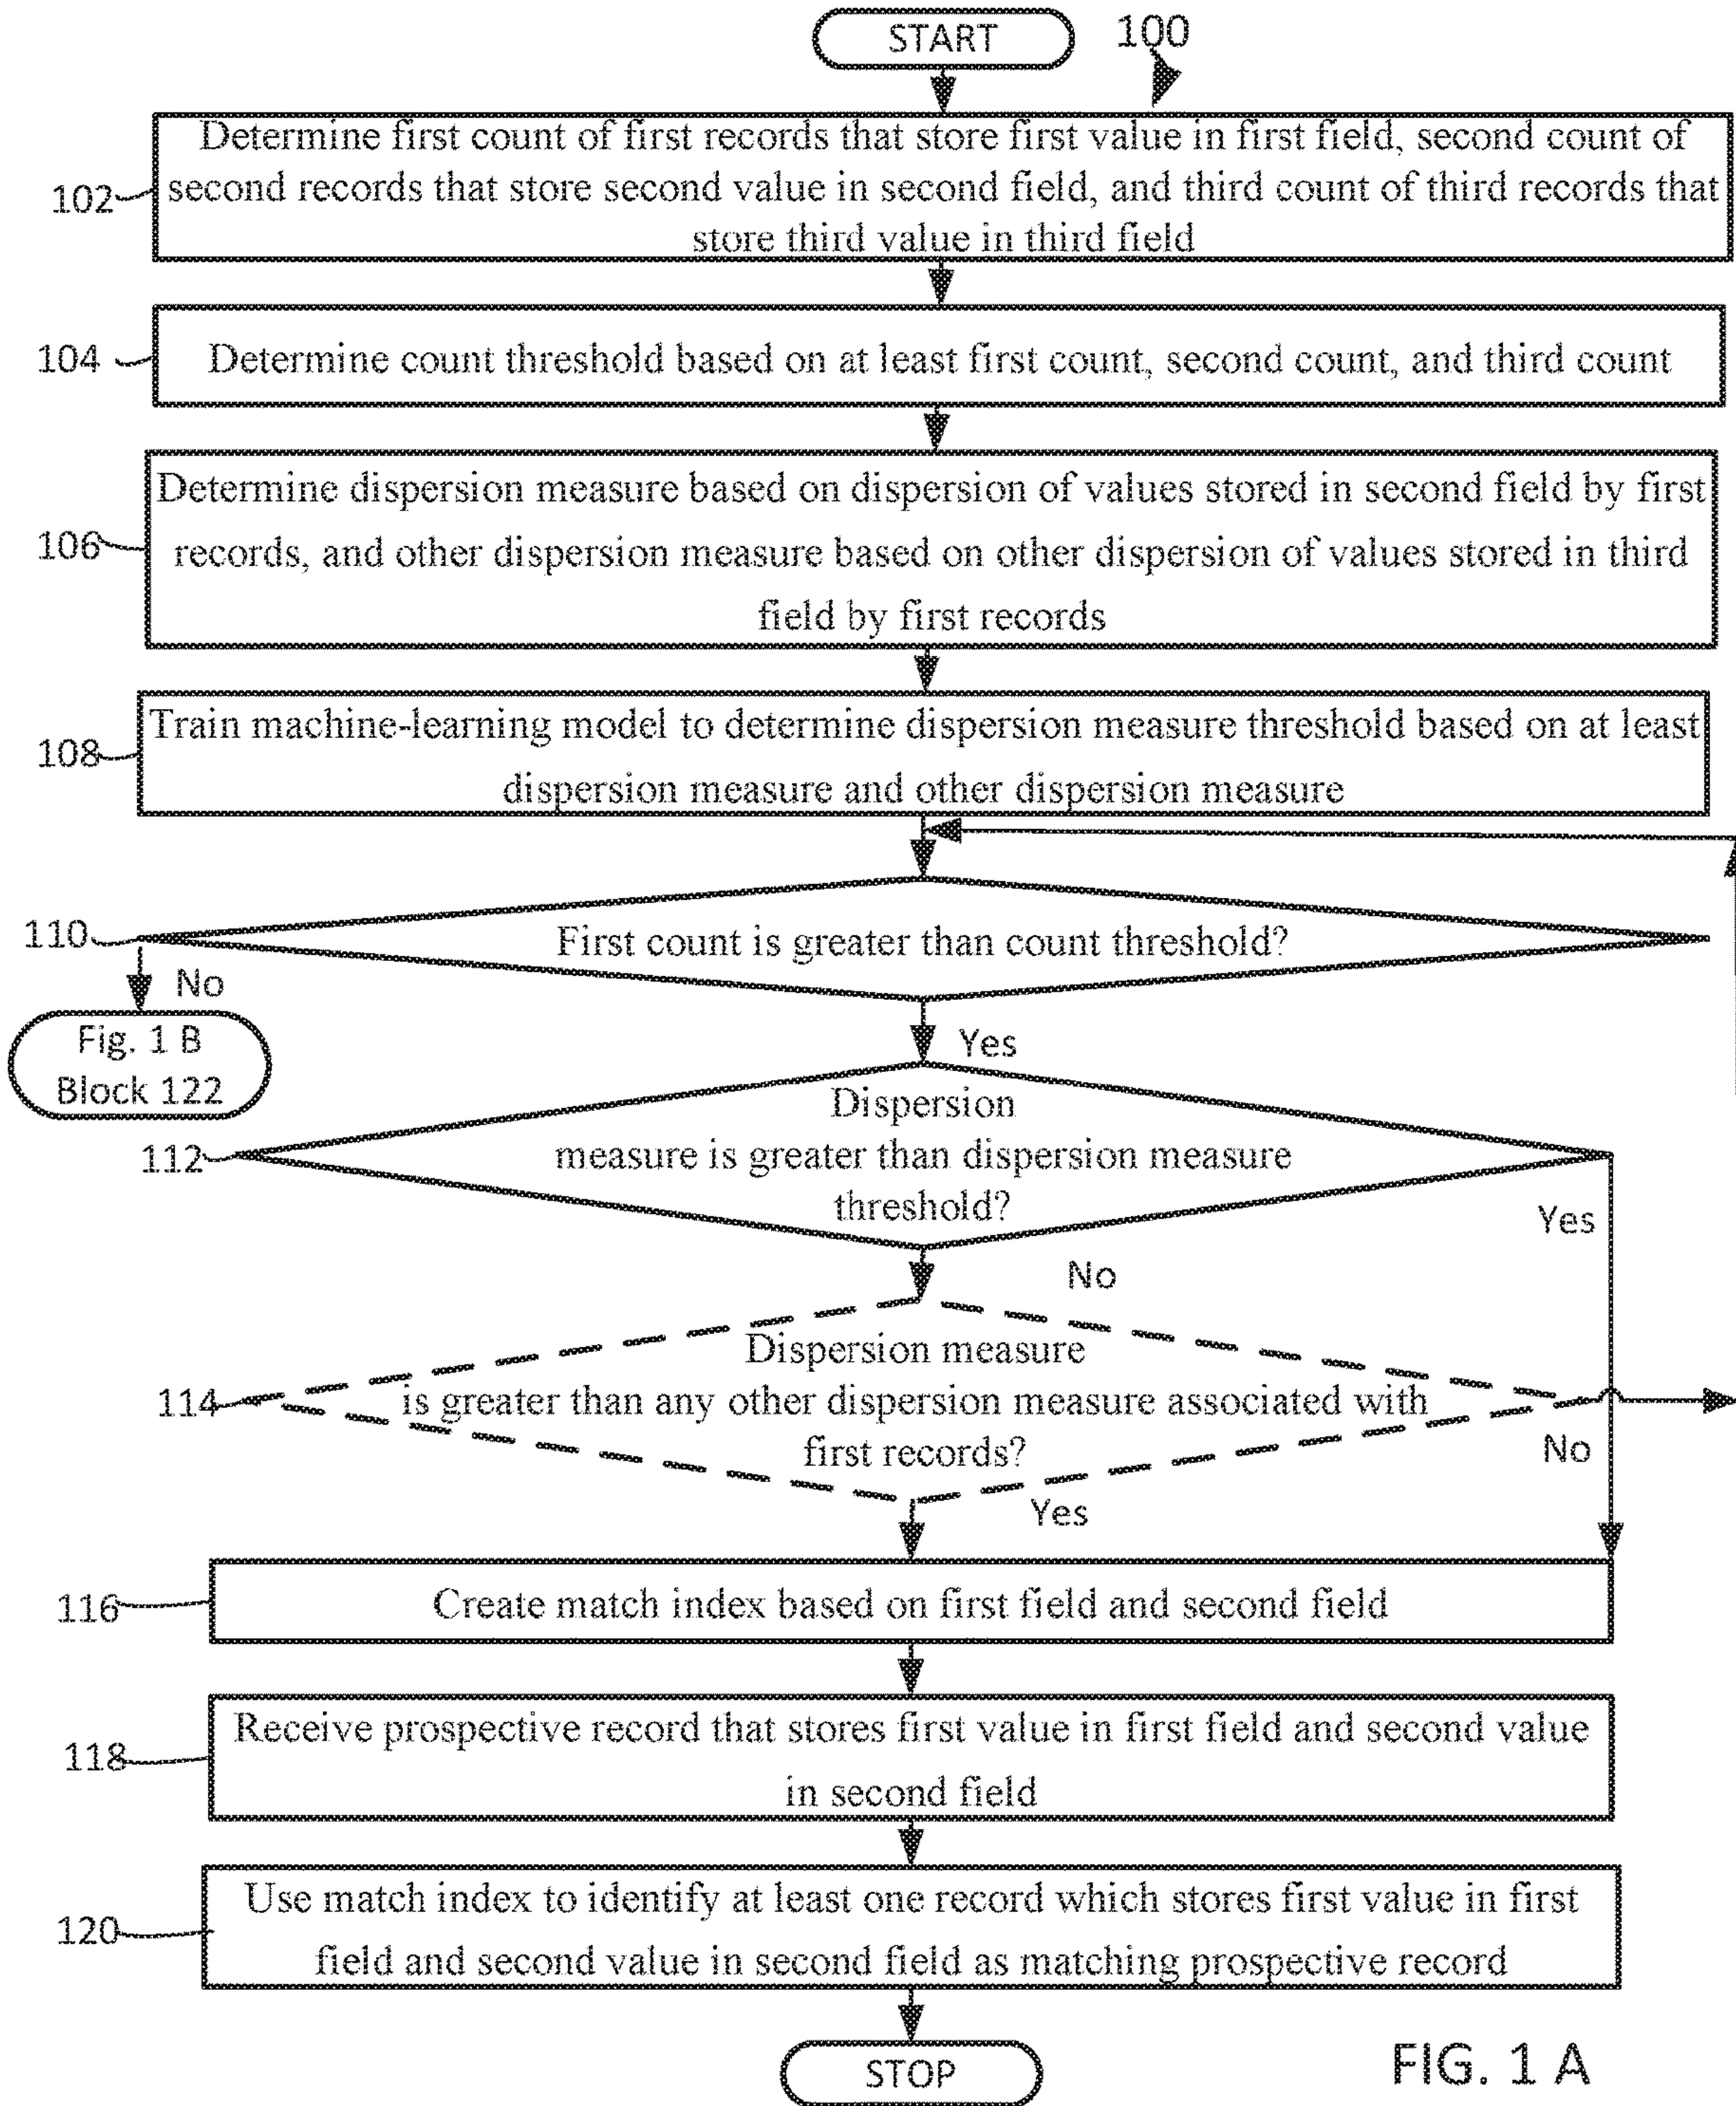 START
100
Determine first count of first records that store first value in first field, second count of
second records that store second value in second field, and third count of third records that
store third value in third field
102
Determine count threshold based on at least first count, second count, and third count
104
Determine dispersion measure based on dispersion of values stored in second field by first
records, and other dispersion measure based on other dispersion of values stored in third
field by first records
106
Train machine-learning model to determine dispersion measure threshold based on at least
dispersion measure and other dispersion measure
108
First count is greater than count threshold?
110
No
Fig. 1 B
Block 122
Yes
Dispersion
measure is greater than dispersion measure
threshold?
112
Yes
No
Dispersion measure
is greater than any other dispersion measure associated with
first records?
114
No
Yes
Create match index based on first field and second field
116
Receive prospective record that stores first value in first field and second value
in second field
118
Use match index to identify at least one record which stores first value in first
field and second value in second field as matching prospective record
120
STOP
FIG. 1 A